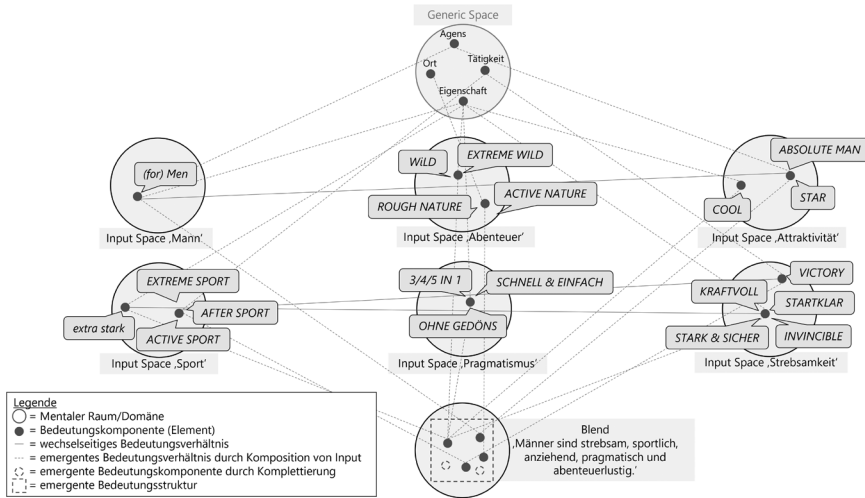 Generic Space
Agens
Ort
Tätigkeit
Eigenschaft
(for) Men
Input Space ‚Mann'
WiLD
EXTREME WILD
ROUGH NATURE
ACTIVE NATURE
Input Space ‚Abenteuer'
ABSOLUTE MAN
COOL
STAR
Input Space ‚Attraktivität'
EXTREME SPORT
extra stark
AFTER SPORT
ACTIVE SPORT
Input Space ‚Sport'
3/4/5 IN 1
SCHNELL & EINFACH
OHNE GEDÖNS
Input Space ‚Pragmatismus'
VICTORY
KRAFTVOLL
STARTKLAR
STARK & SICHER
INVINCIBLE
Input Space ‚Strebsamkeit'
Legende
= Mentaler Raum/Domäne
= Bedeutungskomponente (Element)
= wechselseitiges Bedeutungsverhältnis
= emergentes Bedeutungsverhältnis durch Komposition von Input
= emergente Bedeutungskomponente durch Komplettierung
= emergente Bedeutungsstruktur
Blend
‚Männer sind strebsam, sportlich,
anziehend, pragmatisch und
abenteuerlustig.'